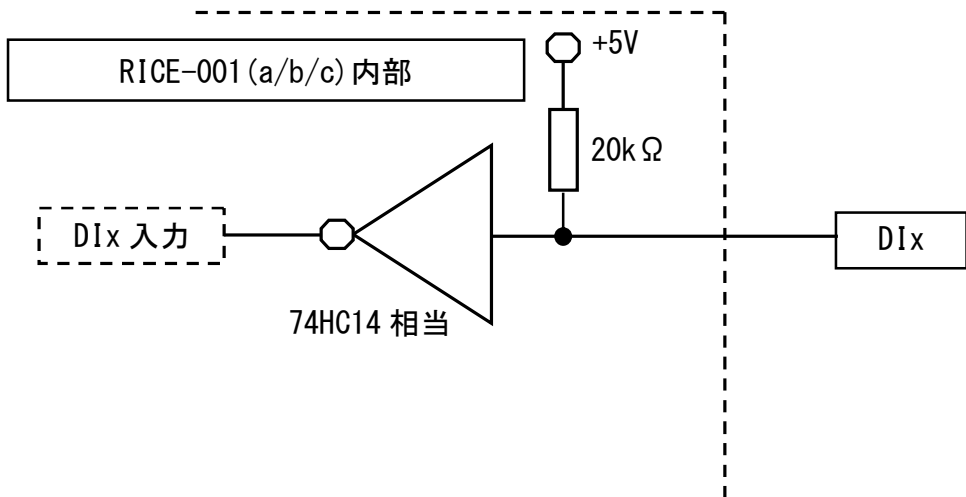 +5V
RICE-001(a/b/c)内部
20kΩ
DIx 入力
DIx
74HC14 相当